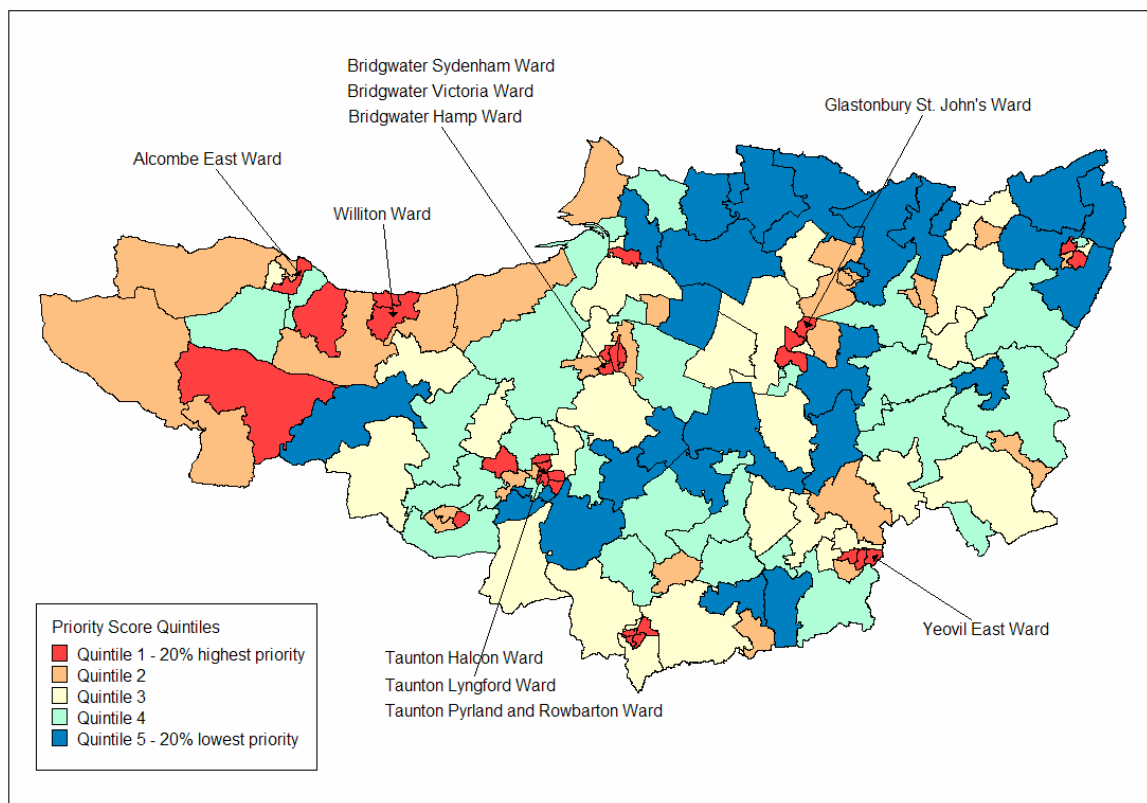 Bridgwater Sydenham Ward
Bridgwater Victoria Ward
Bridgwater Hamp Ward
Glastonbury St. John's Ward
Alcombe East Ward
Williton Ward
Yeovil East Ward
Taunton Halcon Ward
Taunton Lyngford Ward
Taunton Pyrland and Rowbarton Ward
Priority Score Quintiles
Quintile 1 - 20% highest priority
Quintile 2
Quintile 3
Quintile 4
Quintile 5 - 20% lowest priority